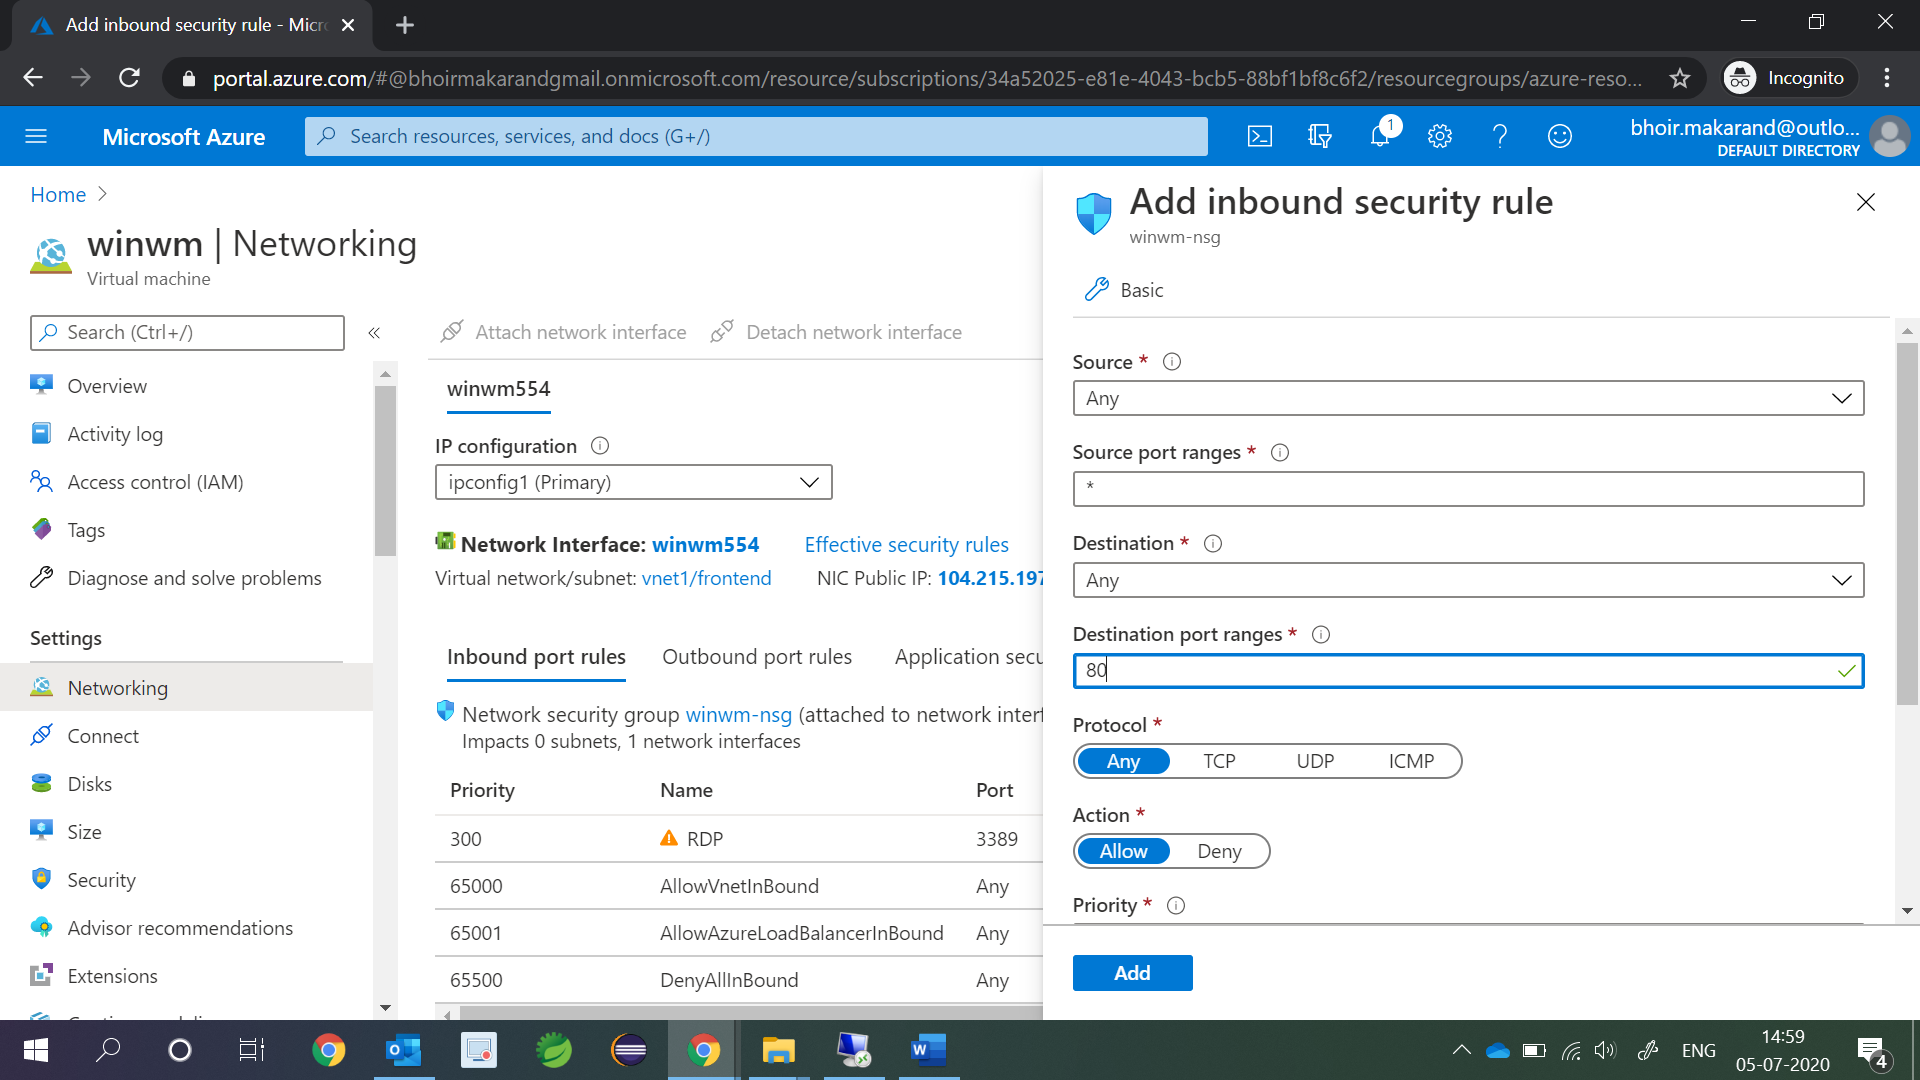 Add inbound security rule - Micr
portal.azure.com/#@bhoirmakarandgmail.onmicrosoft.com/resource/subscriptions/34a52025-e81e-4043-bcb5-88bf1bf8c6f2/resourcegroups/azure-reso...
Incognito
Microsoft Azure
Search resources, services, and docs (G+/)
1
bhoir.makarand@outlo...
DEFAULT DIRECTORY
Home
winwm | Networking
Virtual machine
Search (Ctrl+/)
«
Overview
Activity log
Access control (IAM)
Tags
Diagnose and solve problems
Settings
Networking
Connect
Disks
Size
Security
Advisor recommendations
Extensions
Attach network interface
Detach network interface
winwm554
IP configuration
ipconfig1 (Primary)
Network Interface: winwm554 Effective security rules
Virtual network/subnet: vnet1/frontend NIC Public IP: 104.215.197
Inbound port rules Outbound port rules Application secu
Network security group winwm-nsg (attached to network interf
Impacts 0 subnets, 1 network interfaces
Priority Name Port
300 RDP 3389
65000 AllowVnetInBound Any
65001 AllowAzureLoadBalancerInBound Any
65500 DenyAllInBound Any
Add inbound security rule
winwm-nsg
Basic
Source *
Any
Source port ranges *
*
Destination *
Any
Destination port ranges *
80
Protocol *
Any TCP UDP ICMP
Action *
Allow Deny
Priority *
Add
ENG
14:59
05-07-2020
4